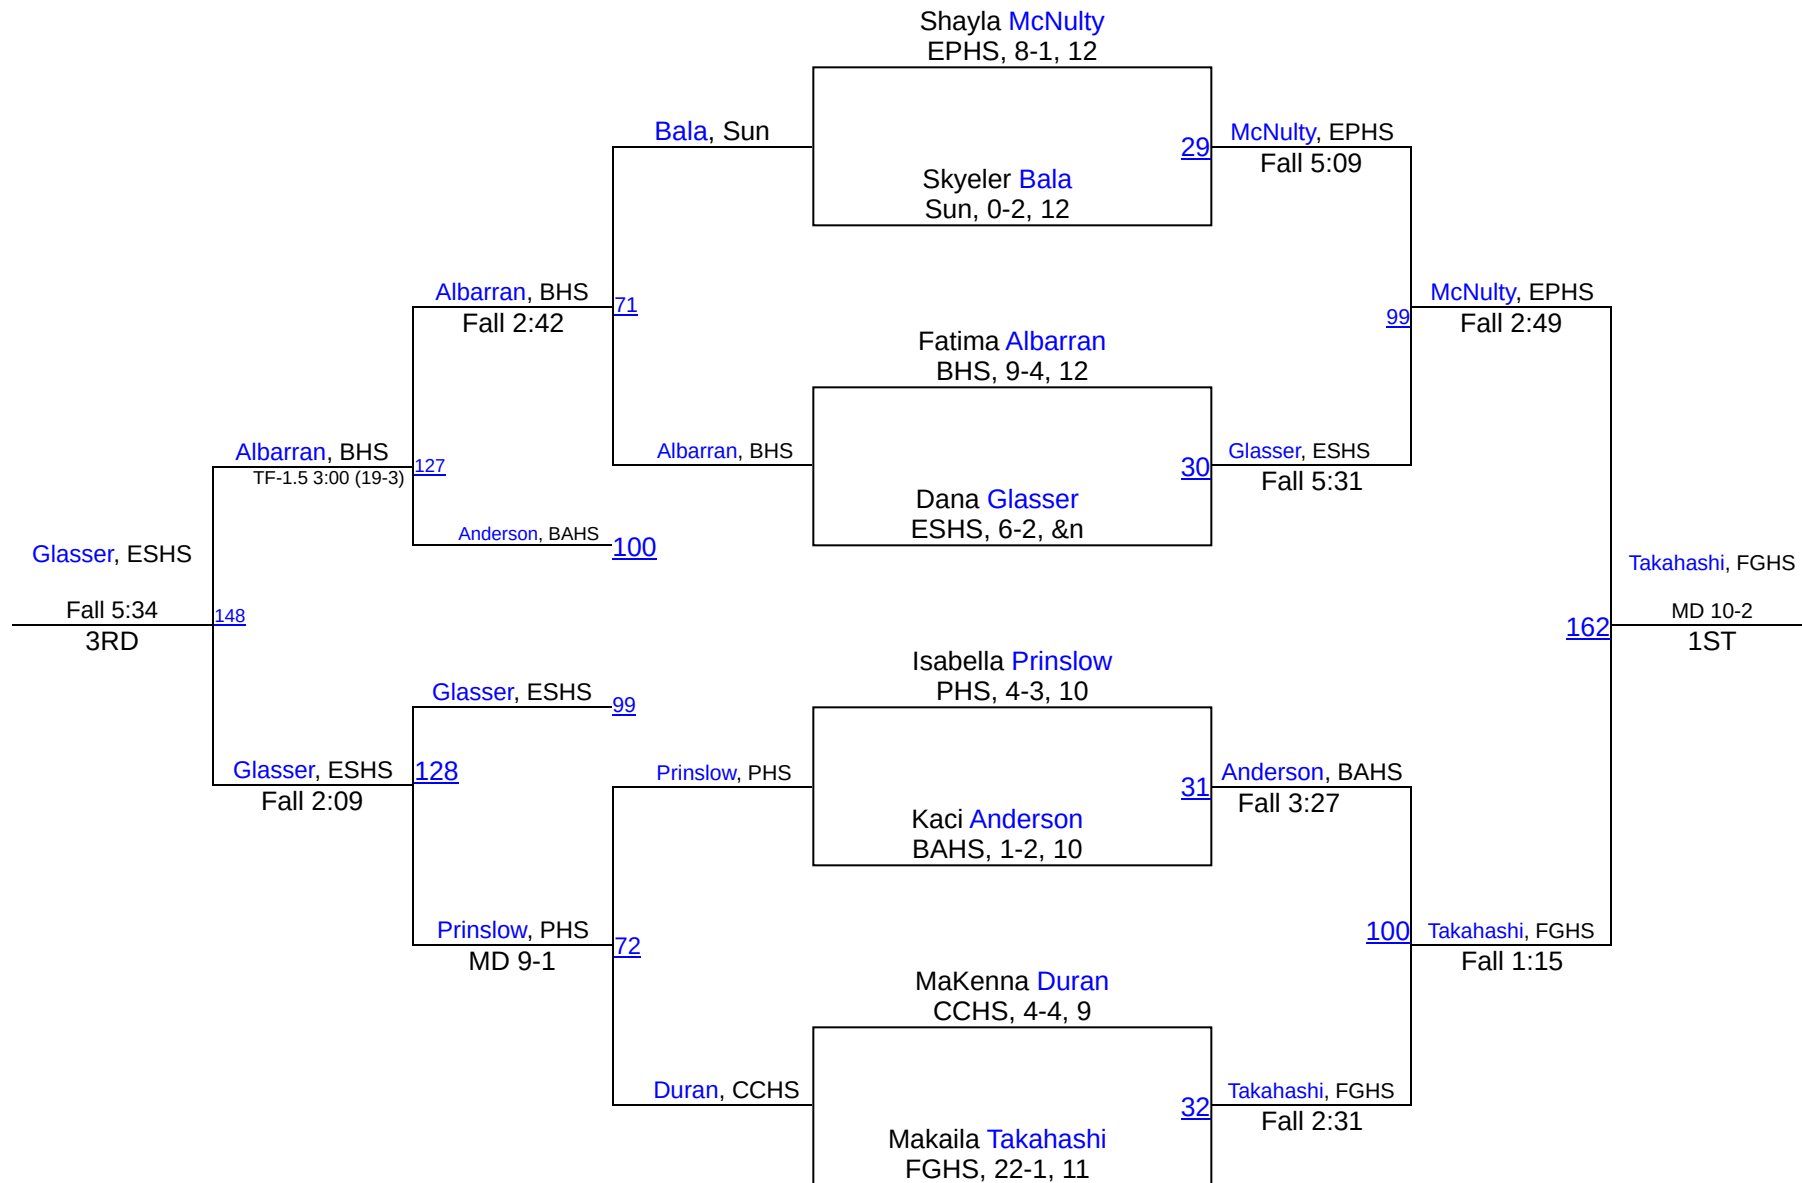 Shayla McNulty
EPHS, 8-1, 12
Bala, Sun
29
McNulty, EPHS
Fall 5:09
Skyeler Bala
Sun, 0-2, 12
Albarran, BHS
Fall 2:42
71
McNulty, EPHS
Fall 2:49
99
Fatima Albarran
BHS, 9-4, 12
Albarran, BHS
TF-1.5 3:00 (19-3)
127
Albarran, BHS
30
Glasser, ESHS
Fall 5:31
Dana Glasser
ESHS, 6-2, &n
Anderson, BAHS
100
Glasser, ESHS
Fall 5:34
3RD
148
Takahashi, FGHS
MD 10-2
1ST
162
Isabella Prinslow
PHS, 4-3, 10
Glasser, ESHS
99
Glasser, ESHS
Fall 2:09
128
Prinslow, PHS
31
Anderson, BAHS
Fall 3:27
Kaci Anderson
BAHS, 1-2, 10
Prinslow, PHS
MD 9-1
72
100
Takahashi, FGHS
Fall 1:15
MaKenna Duran
CCHS, 4-4, 9
Duran, CCHS
32
Takahashi, FGHS
Fall 2:31
Makaila Takahashi
FGHS, 22-1, 11